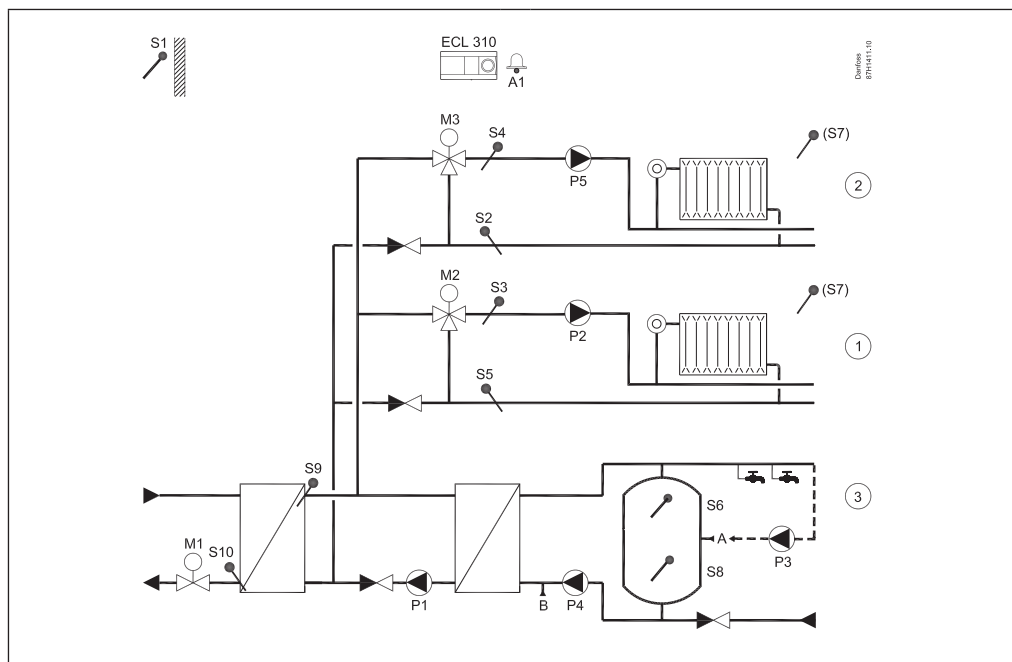 S1
ECL 310
A1
Danfoss
87H1411.10
M3
S4
P5
(S7)
2
S2
M2
S3
P2
(S7)
1
S5
S9
S6
3
A
P3
M1
S10
S8
P1
B
P4